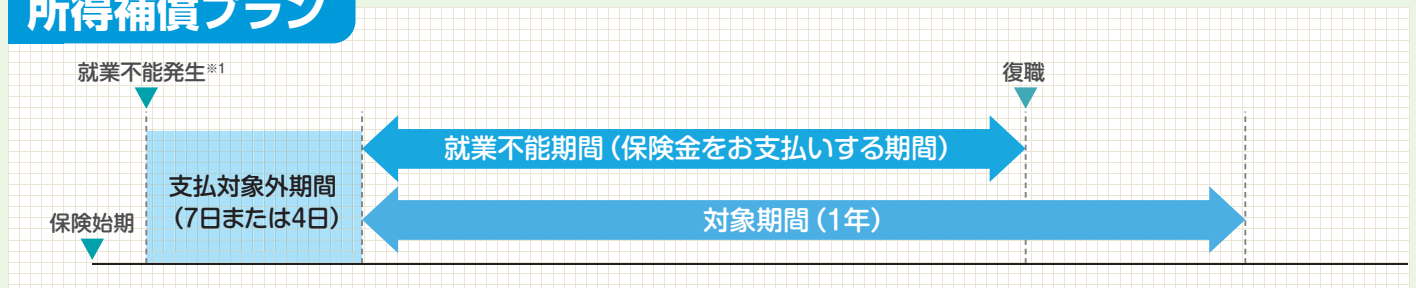 所得補償プラン
就業不能発生※1
復職
就業不能期間（保険金をお支払いする期間）
支払対象外期間
（7日または4日）
対象期間（1年）
保険始期